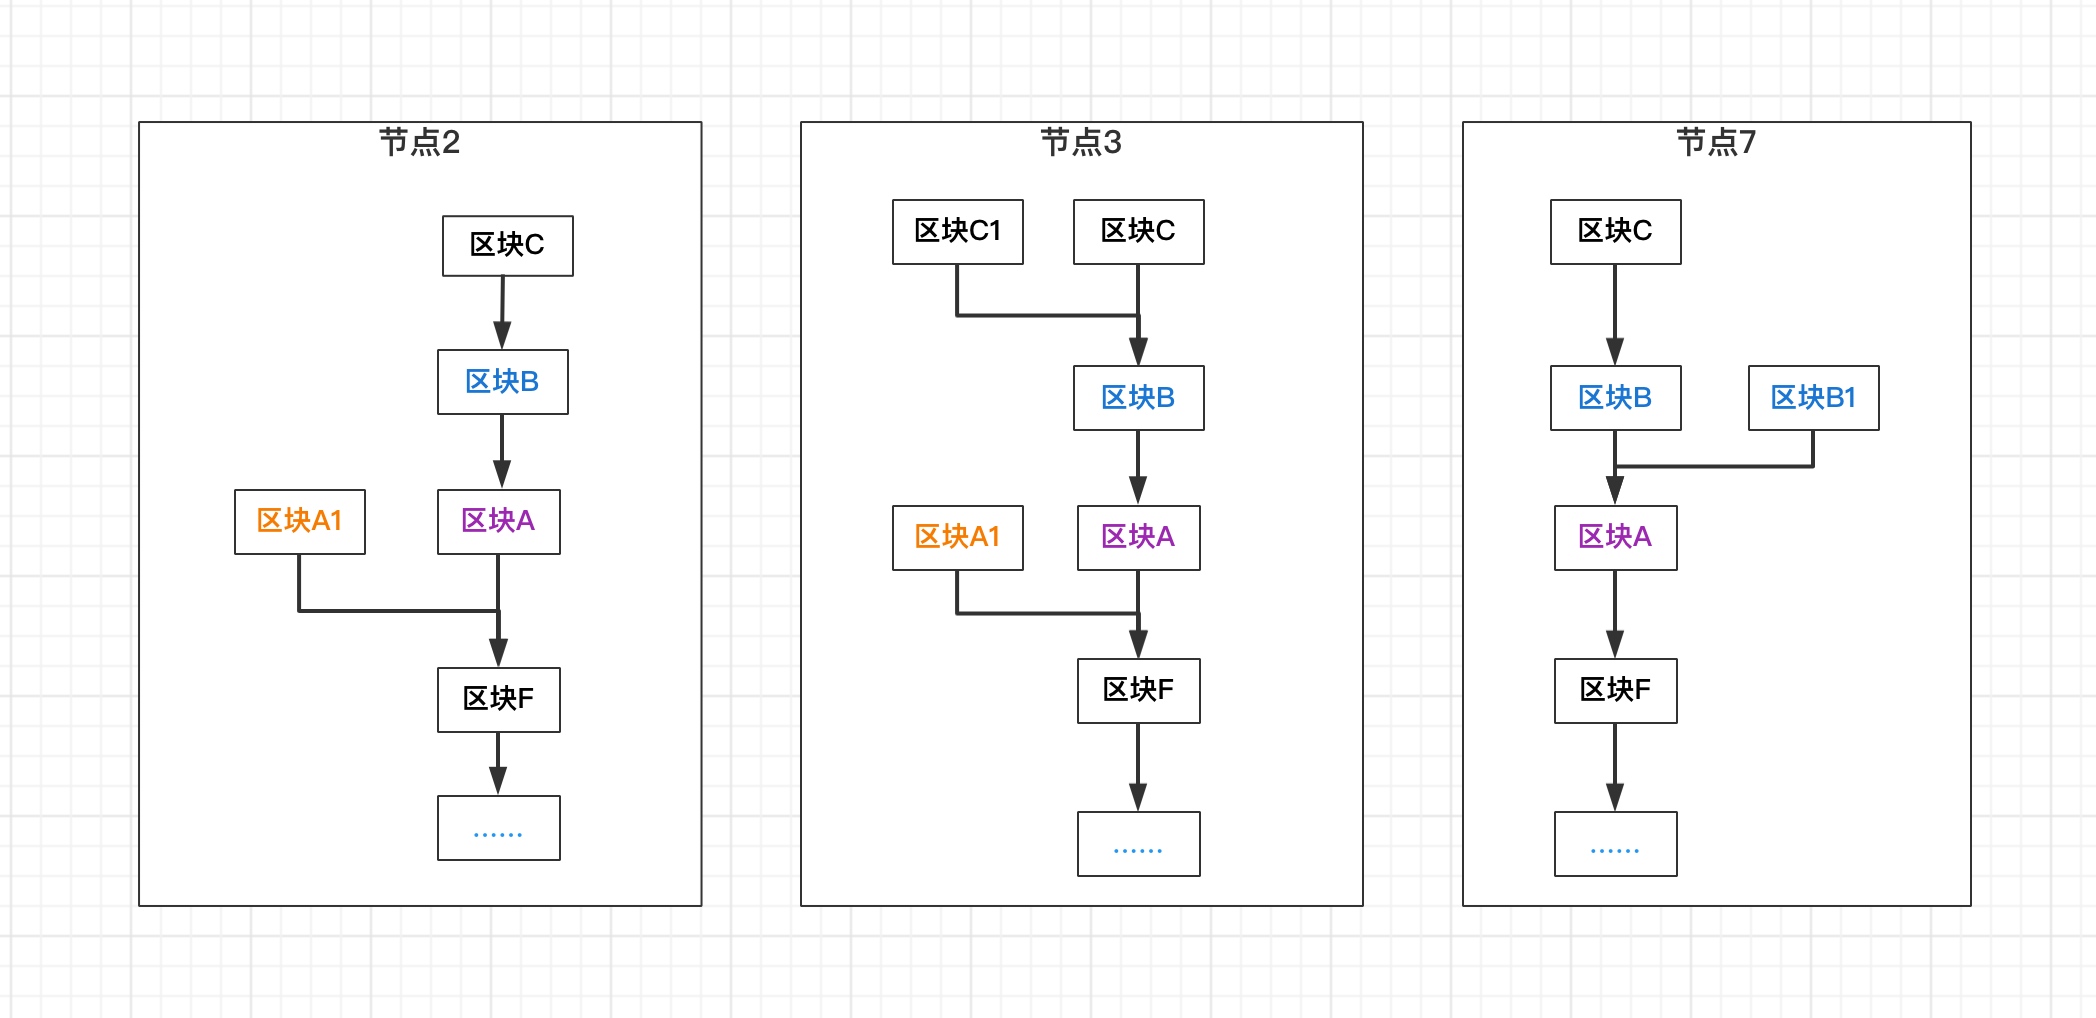 节点2
区块C
区块B
区块A1
区块A
区块F
......
节点3
区块C1
区块C
区块B
区块A1
区块A
区块F
......
节点7
区块C
区块B
区块B1
区块A
区块F
......